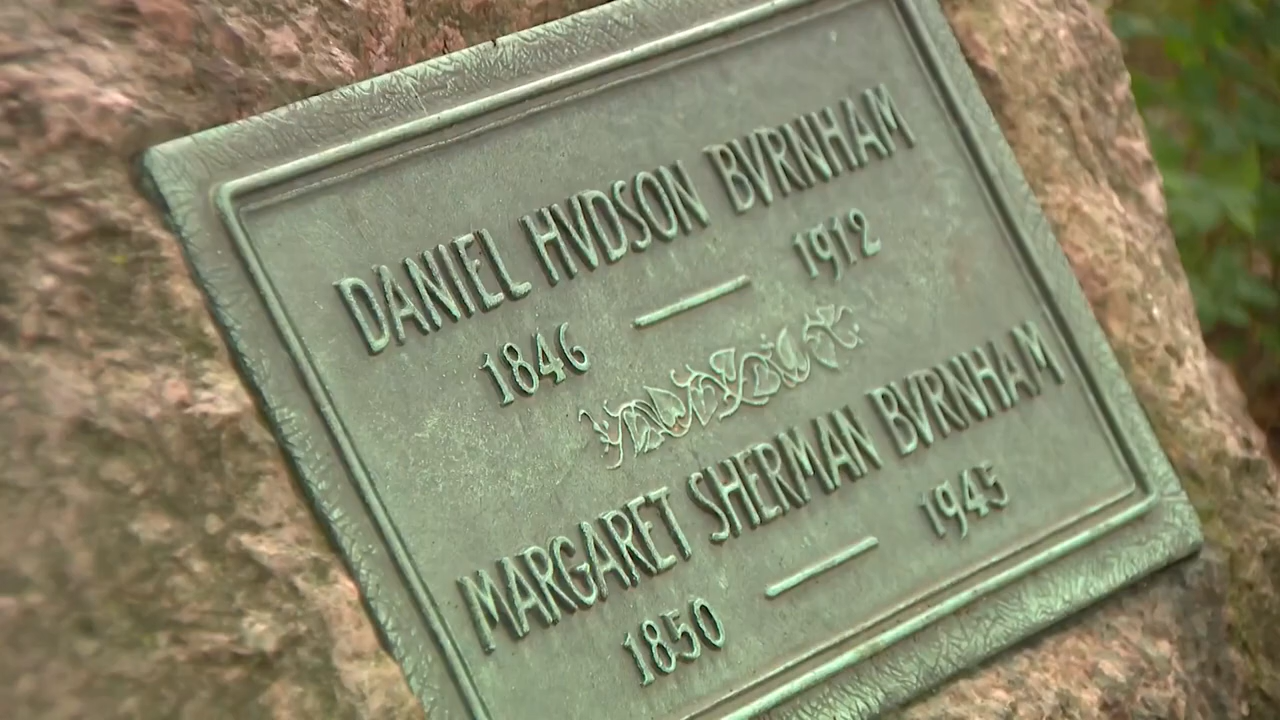 DANIEL HVDSON BVRNHAM
1846 — 1912
MARGARET SHERMAN BVRNHAM
1850 — 1945